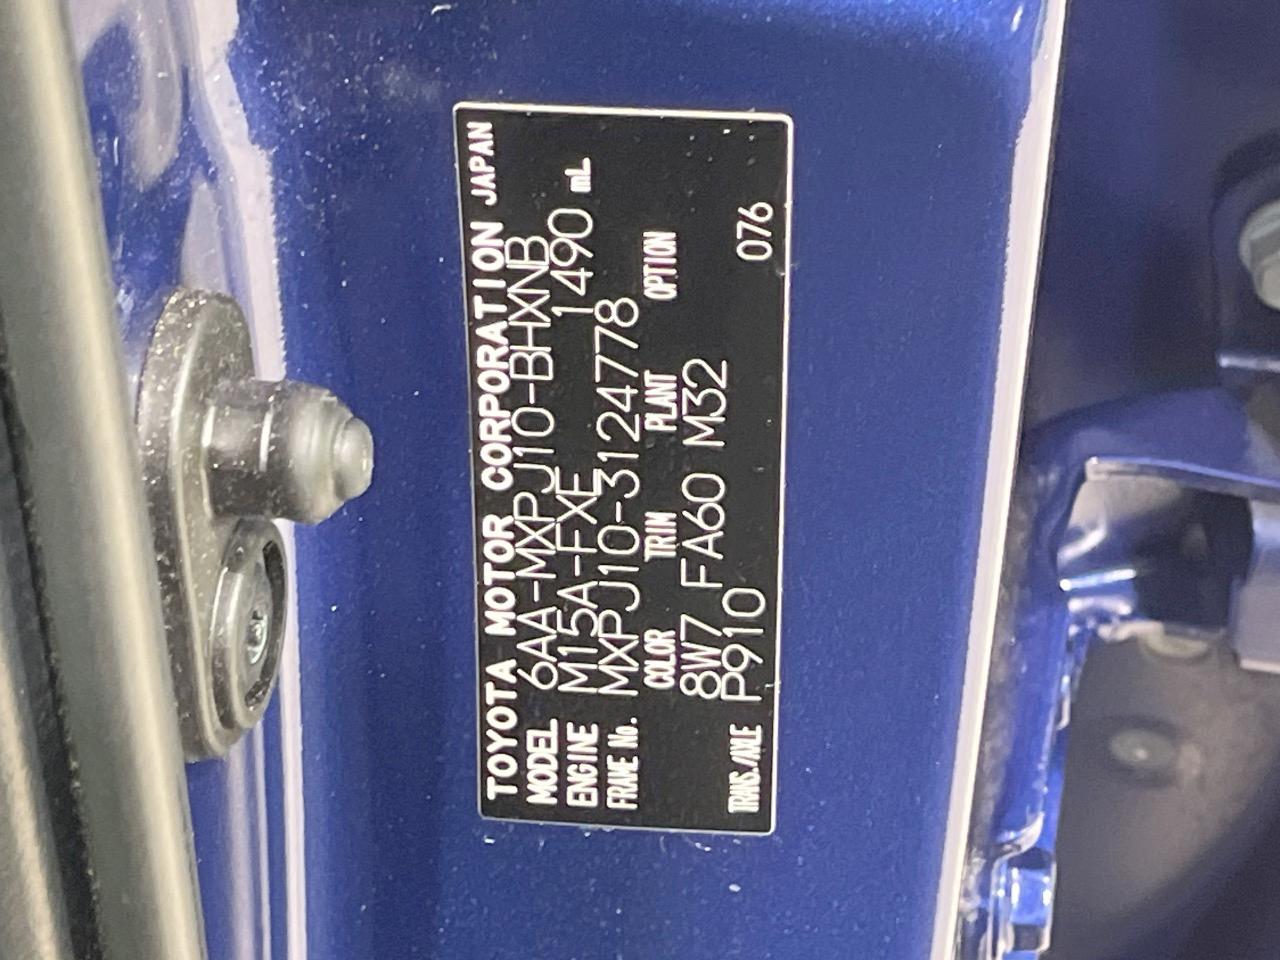 TOYOTA MOTOR CORPORATION JAPAN
MODEL 6AA-MXPJ10-BHXNB
ENGINE M15A-FXE 1490 mL
FRAME No. MXPJ10-3124778
COLOR TRIM PLANT OPTION
8W7 FA60 M32
TRANS./AXLE P910 076